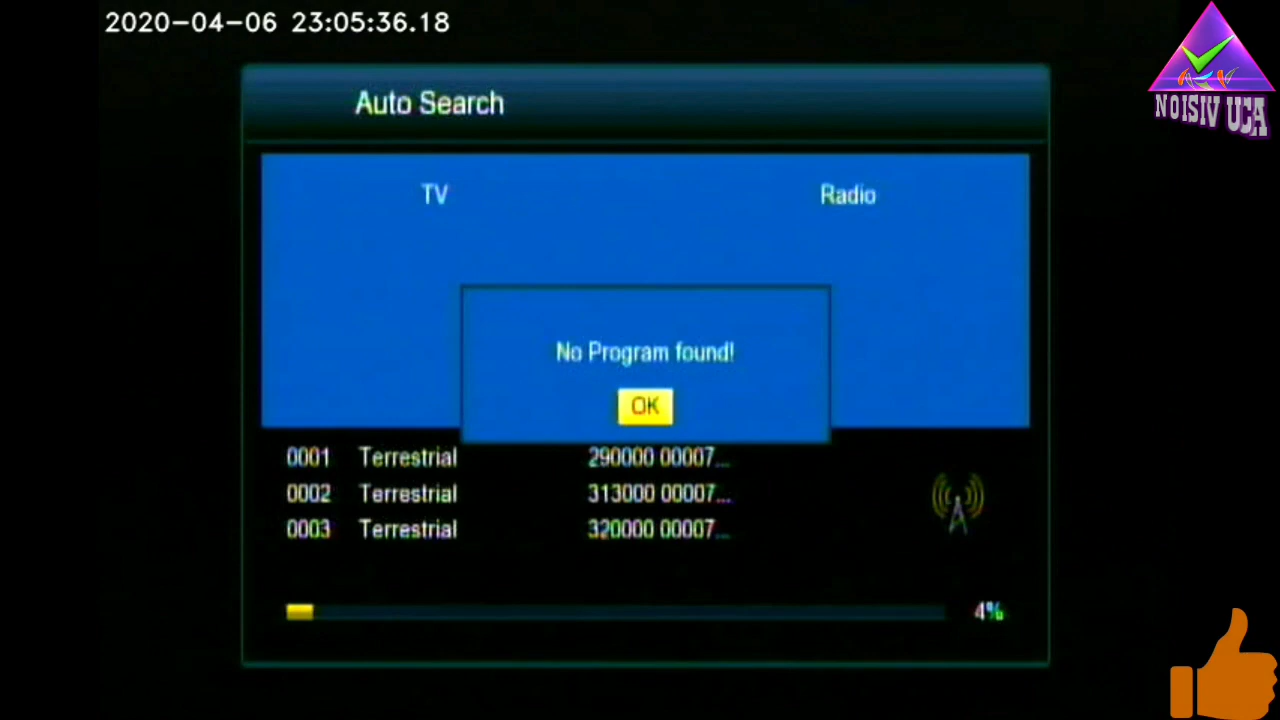 2020-04-06 23:05:36.18
NOISIV UCA
Auto Search
TV Radio
No Program found!
OK
0001 Terrestrial 290000 00007...
0002 Terrestrial 313000 00007...
0003 Terrestrial 320000 00007...
4%